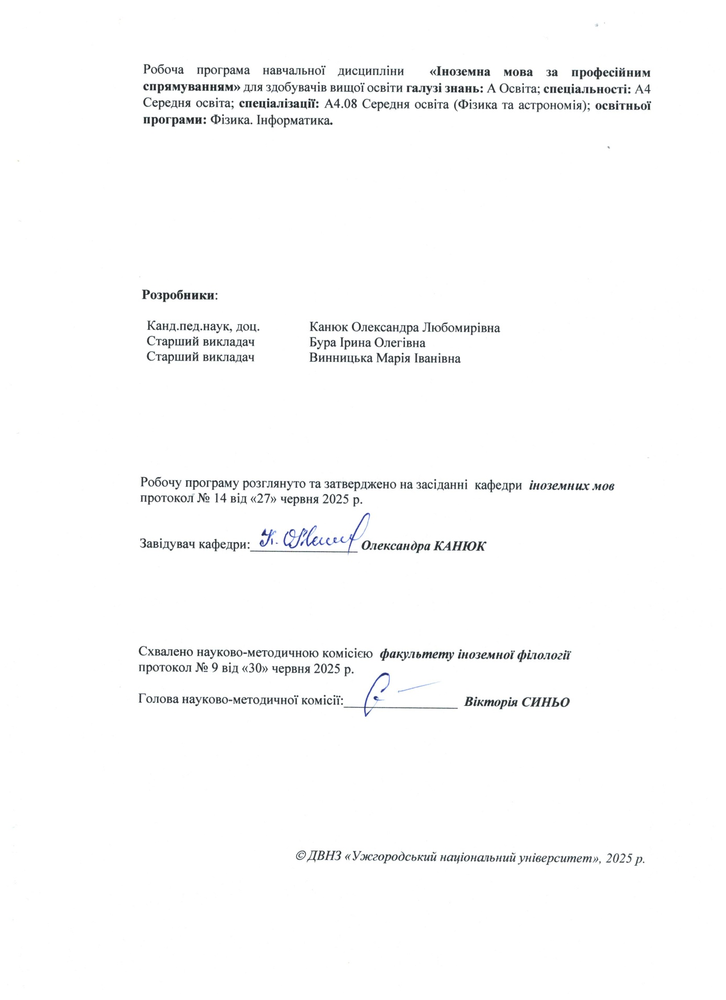 Робоча програма навчальної дисципліни «Іноземна мова за професійним
спрямуванням» для здобувачів вищої освіти галузі знань: А Освіта; спеціальності: А4
Середня освіта; спеціалізації: А4.08 Середня освіта (Фізика та астрономія); освітньої
програми: Фізика. Інформатика.
Розробники:
Канд.пед.наук, доц. Канюк Олександра Любомирівна
Старший викладач Бура Ірина Олегівна
Старший викладач Винницька Марія Іванівна
Робочу програму розглянуто та затверджено на засіданні кафедри іноземних мов
протокол № 14 від «27» червня 2025 р.
Завідувач кафедри:________________ Олександра КАНЮК
Схвалено науково-методичною комісією факультету іноземної філології
протокол № 9 від «30» червня 2025 р.
Голова науково-методичної комісії:_________________ Вікторія СИНЬО
© ДВНЗ «Ужгородський національний університет», 2025 р.